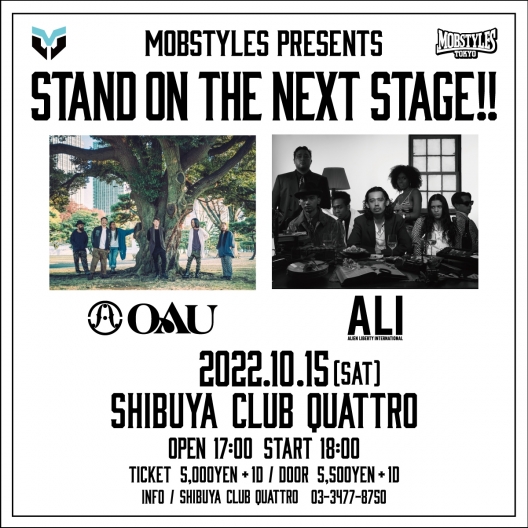 MOBSTYLES PRESENTS
MOBSTYLES
TOKYO
STAND ON THE NEXT STAGE!!
OAU
ALI
ALIEN LIBERTY INTERNATIONAL
2022.10.15(SAT)
SHIBUYA CLUB QUATTRO
OPEN 17:00 START 18:00
TICKET 5,000YEN+1D / DOOR 5,500YEN+1D
INFO / SHIBUYA CLUB QUATTRO 03-3477-8750